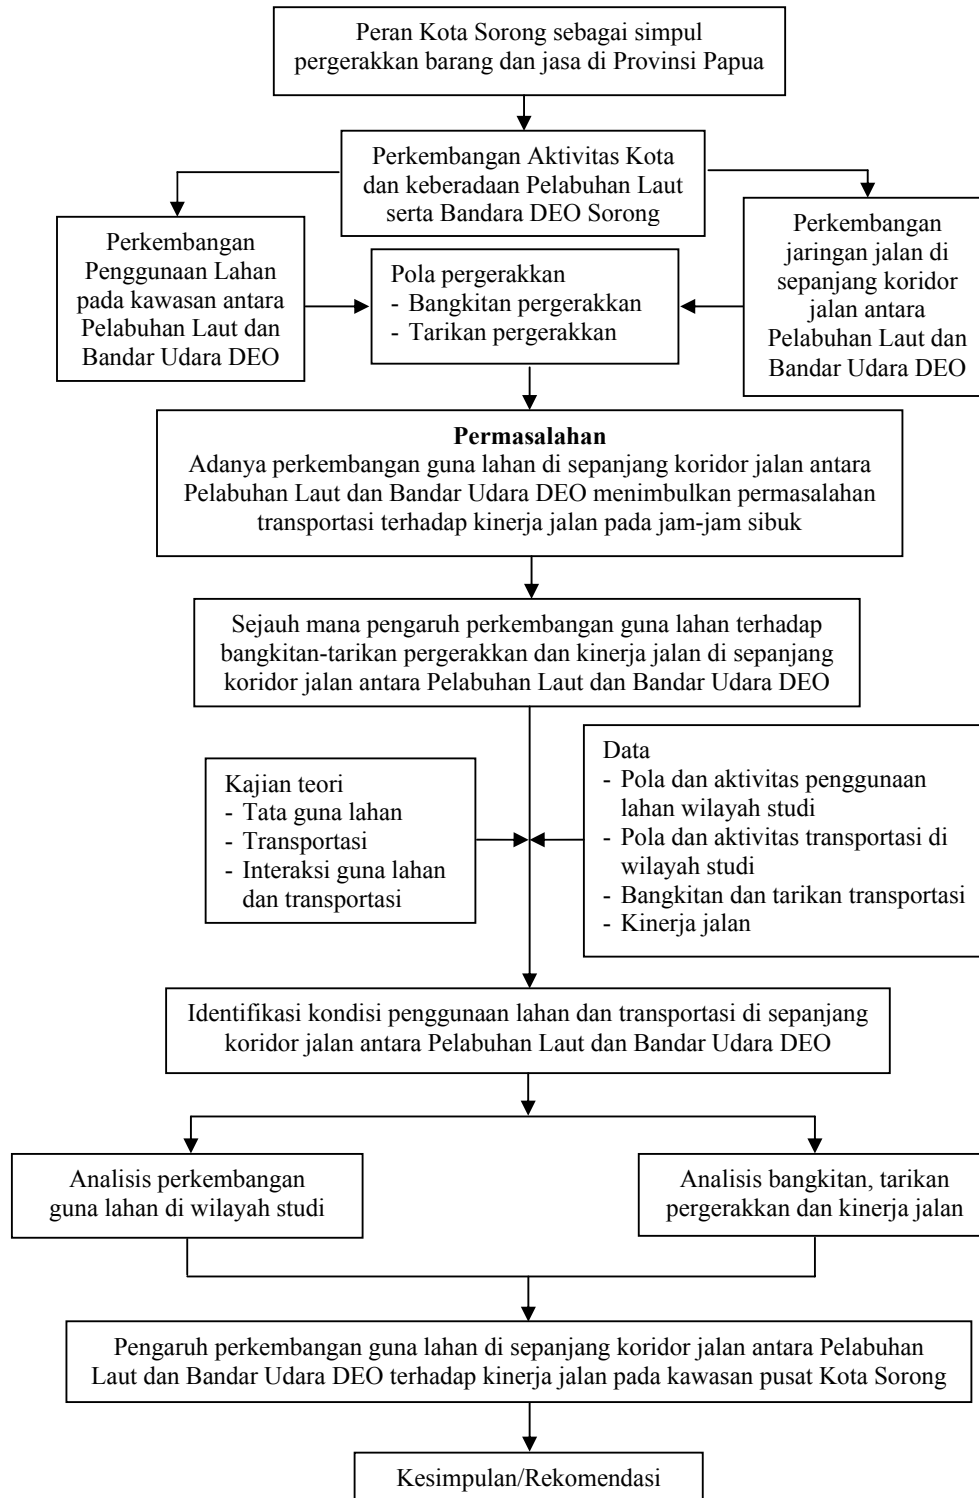 Peran Kota Sorong sebagai simpul
pergerakkan barang dan jasa di Provinsi Papua
Perkembangan Aktivitas Kota
dan keberadaan Pelabuhan Laut
serta Bandara DEO Sorong
Perkembangan
Penggunaan Lahan
pada kawasan antara
Pelabuhan Laut dan
Bandar Udara DEO
Pola pergerakkan
- Bangkitan pergerakkan
- Tarikan pergerakkan
Perkembangan
jaringan jalan di
sepanjang koridor
jalan antara
Pelabuhan Laut dan
Bandar Udara DEO
Permasalahan
Adanya perkembangan guna lahan di sepanjang koridor jalan antara
Pelabuhan Laut dan Bandar Udara DEO menimbulkan permasalahan
transportasi terhadap kinerja jalan pada jam-jam sibuk
Sejauh mana pengaruh perkembangan guna lahan terhadap
bangkitan-tarikan pergerakkan dan kinerja jalan di sepanjang
koridor jalan antara Pelabuhan Laut dan Bandar Udara DEO
Kajian teori
- Tata guna lahan
- Transportasi
- Interaksi guna lahan
dan transportasi
Data
- Pola dan aktivitas penggunaan
lahan wilayah studi
- Pola dan aktivitas transportasi di
wilayah studi
- Bangkitan dan tarikan transportasi
- Kinerja jalan
Identifikasi kondisi penggunaan lahan dan transportasi di sepanjang
koridor jalan antara Pelabuhan Laut dan Bandar Udara DEO
Analisis perkembangan
guna lahan di wilayah studi
Analisis bangkitan, tarikan
pergerakkan dan kinerja jalan
Pengaruh perkembangan guna lahan di sepanjang koridor jalan antara Pelabuhan
Laut dan Bandar Udara DEO terhadap kinerja jalan pada kawasan pusat Kota Sorong
Kesimpulan/Rekomendasi